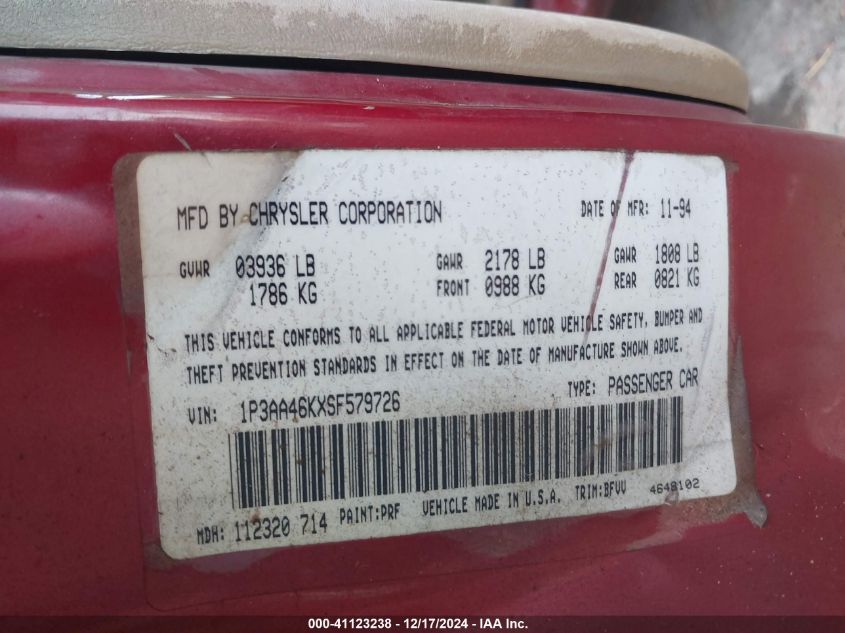 MFD BY CHRYSLER CORPORATION DATE OF MFR: 11-94
GVWR 03936 LB GAWR 2178 LB GAWR 1808 LB
1786 KG FRONT 0988 KG REAR 0821 KG
THIS VEHICLE CONFORMS TO ALL APPLICABLE FEDERAL MOTOR VEHICLE SAFETY, BUMPER AND
THEFT PREVENTION STANDARDS IN EFFECT ON THE DATE OF MANUFACTURE SHOWN ABOVE.
VIN: 1P3AA46KXSF579726 TYPE: PASSENGER CAR
MDH: 112320 714 PAINT:PRF VEHICLE MADE IN U.S.A. TRIM:BFVV 4648102
000-41123238 - 12/17/2024 - IAA Inc.